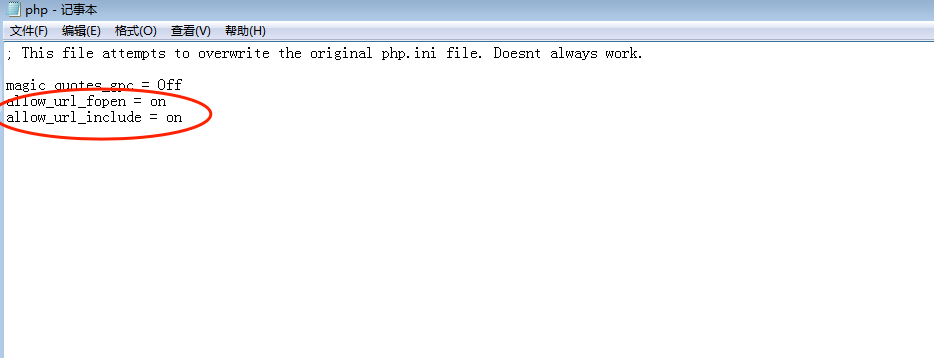 php - 记事本
文件(F) 编辑(E) 格式(O) 查看(V) 帮助(H)
; This file attempts to overwrite the original php.ini file. Doesnt always work.
magic_quotes_gpc = Off
allow_url_fopen = on
allow_url_include = on